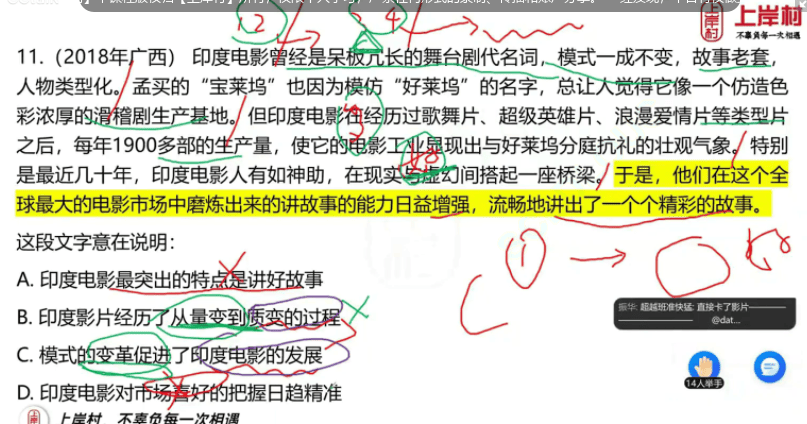 上岸村
不辜负每一次相遇
12
3 4
11.（2018年广西） 印度电影曾经是呆板冗长的舞台剧代名词，模式一成不变，故事老套，
人物类型化。孟买的“宝莱坞”也因为模仿“好莱坞”的名字，总让人觉得它像一个仿造色
彩浓厚的滑稽剧生产基地。但印度电影在经历过歌舞片、超级英雄片、浪漫爱情片等类型片
之后，每年1900多部的生产量，使它的电影工业显现出与好莱坞分庭抗礼的壮观气象。特别
是最近几十年，印度电影人有如神助，在现实与虚幻间搭起一座桥梁。于是，他们在这个全
球最大的电影市场中磨炼出来的讲故事的能力日益增强，流畅地讲出了一个个精彩的故事。
这段文字意在说明：
①
A. 印度电影最突出的特点是讲好故事
B. 印度影片经历了从量变到质变的过程
振华: 超越班准快猛: 直接卡了影片————
———————— @dat...
C. 模式的变革促进了印度电影的发展
14人举手
D. 印度电影对市场喜好的把握日趋精准
上岸村，不辜负每一次相遇